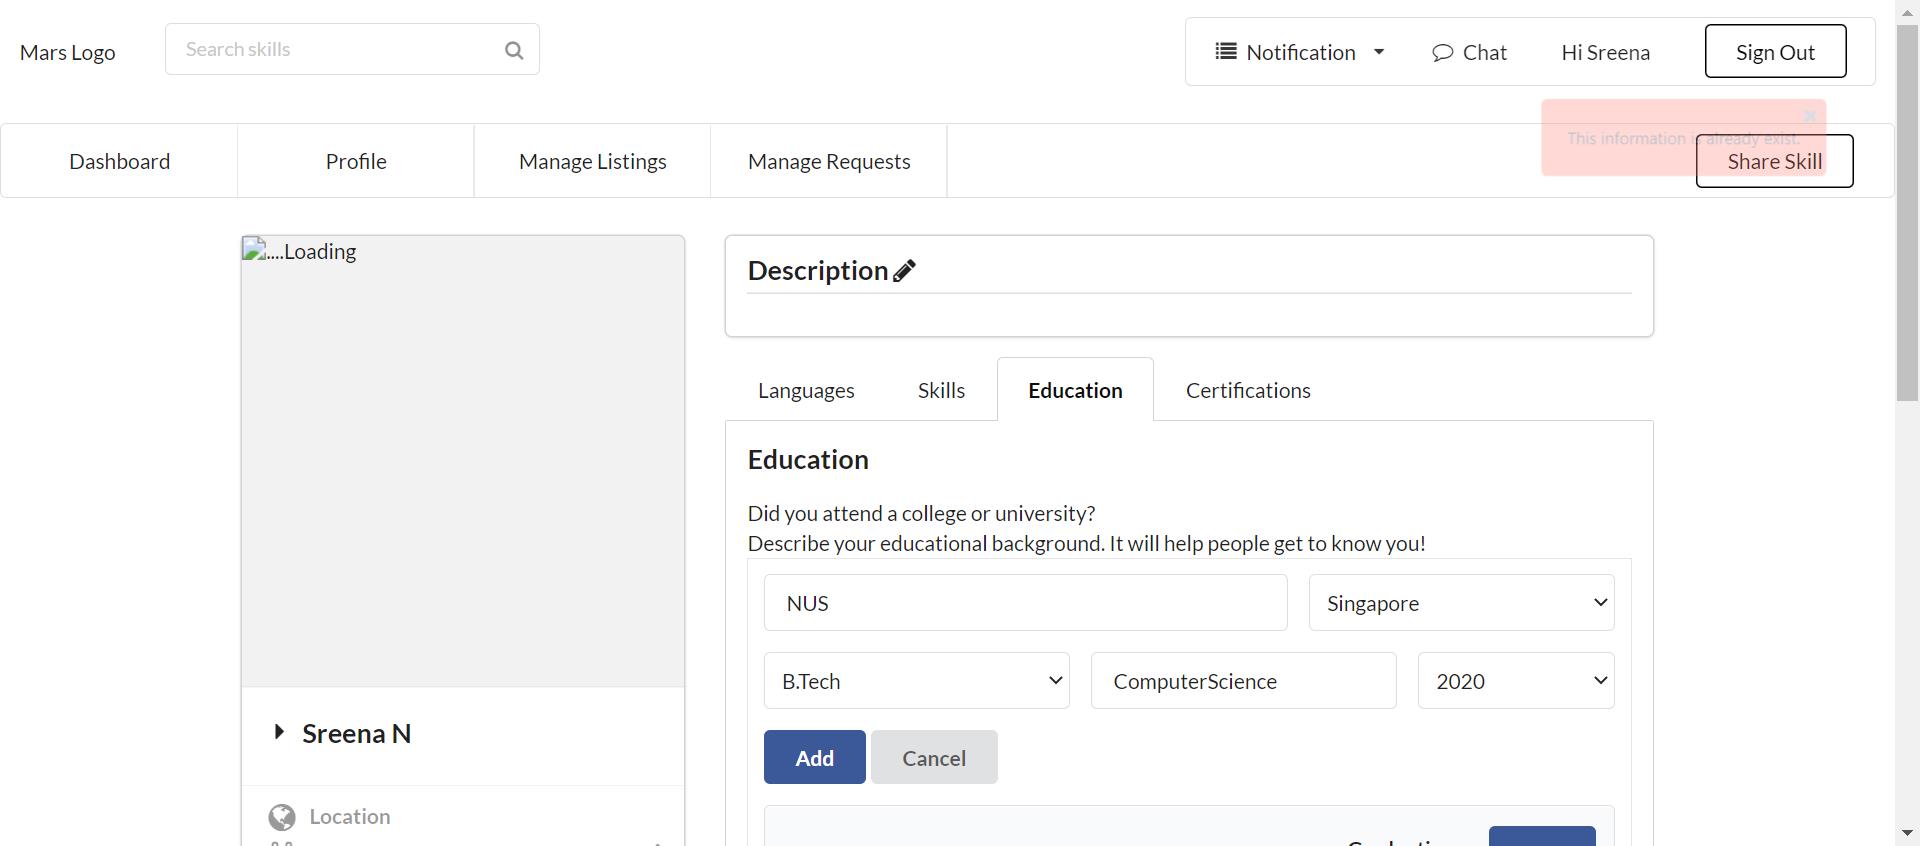 Mars Logo
Search skills
Notification
Chat
Hi Sreena
Sign Out
This information is already exist.
Dashboard
Profile
Manage Listings
Manage Requests
Share Skill
....Loading
Description
Languages
Skills
Education
Certifications
Education
Did you attend a college or university?
Describe your educational background. It will help people get to know you!
NUS
Singapore
B.Tech
ComputerScience
2020
Add
Cancel
Sreena N
Location